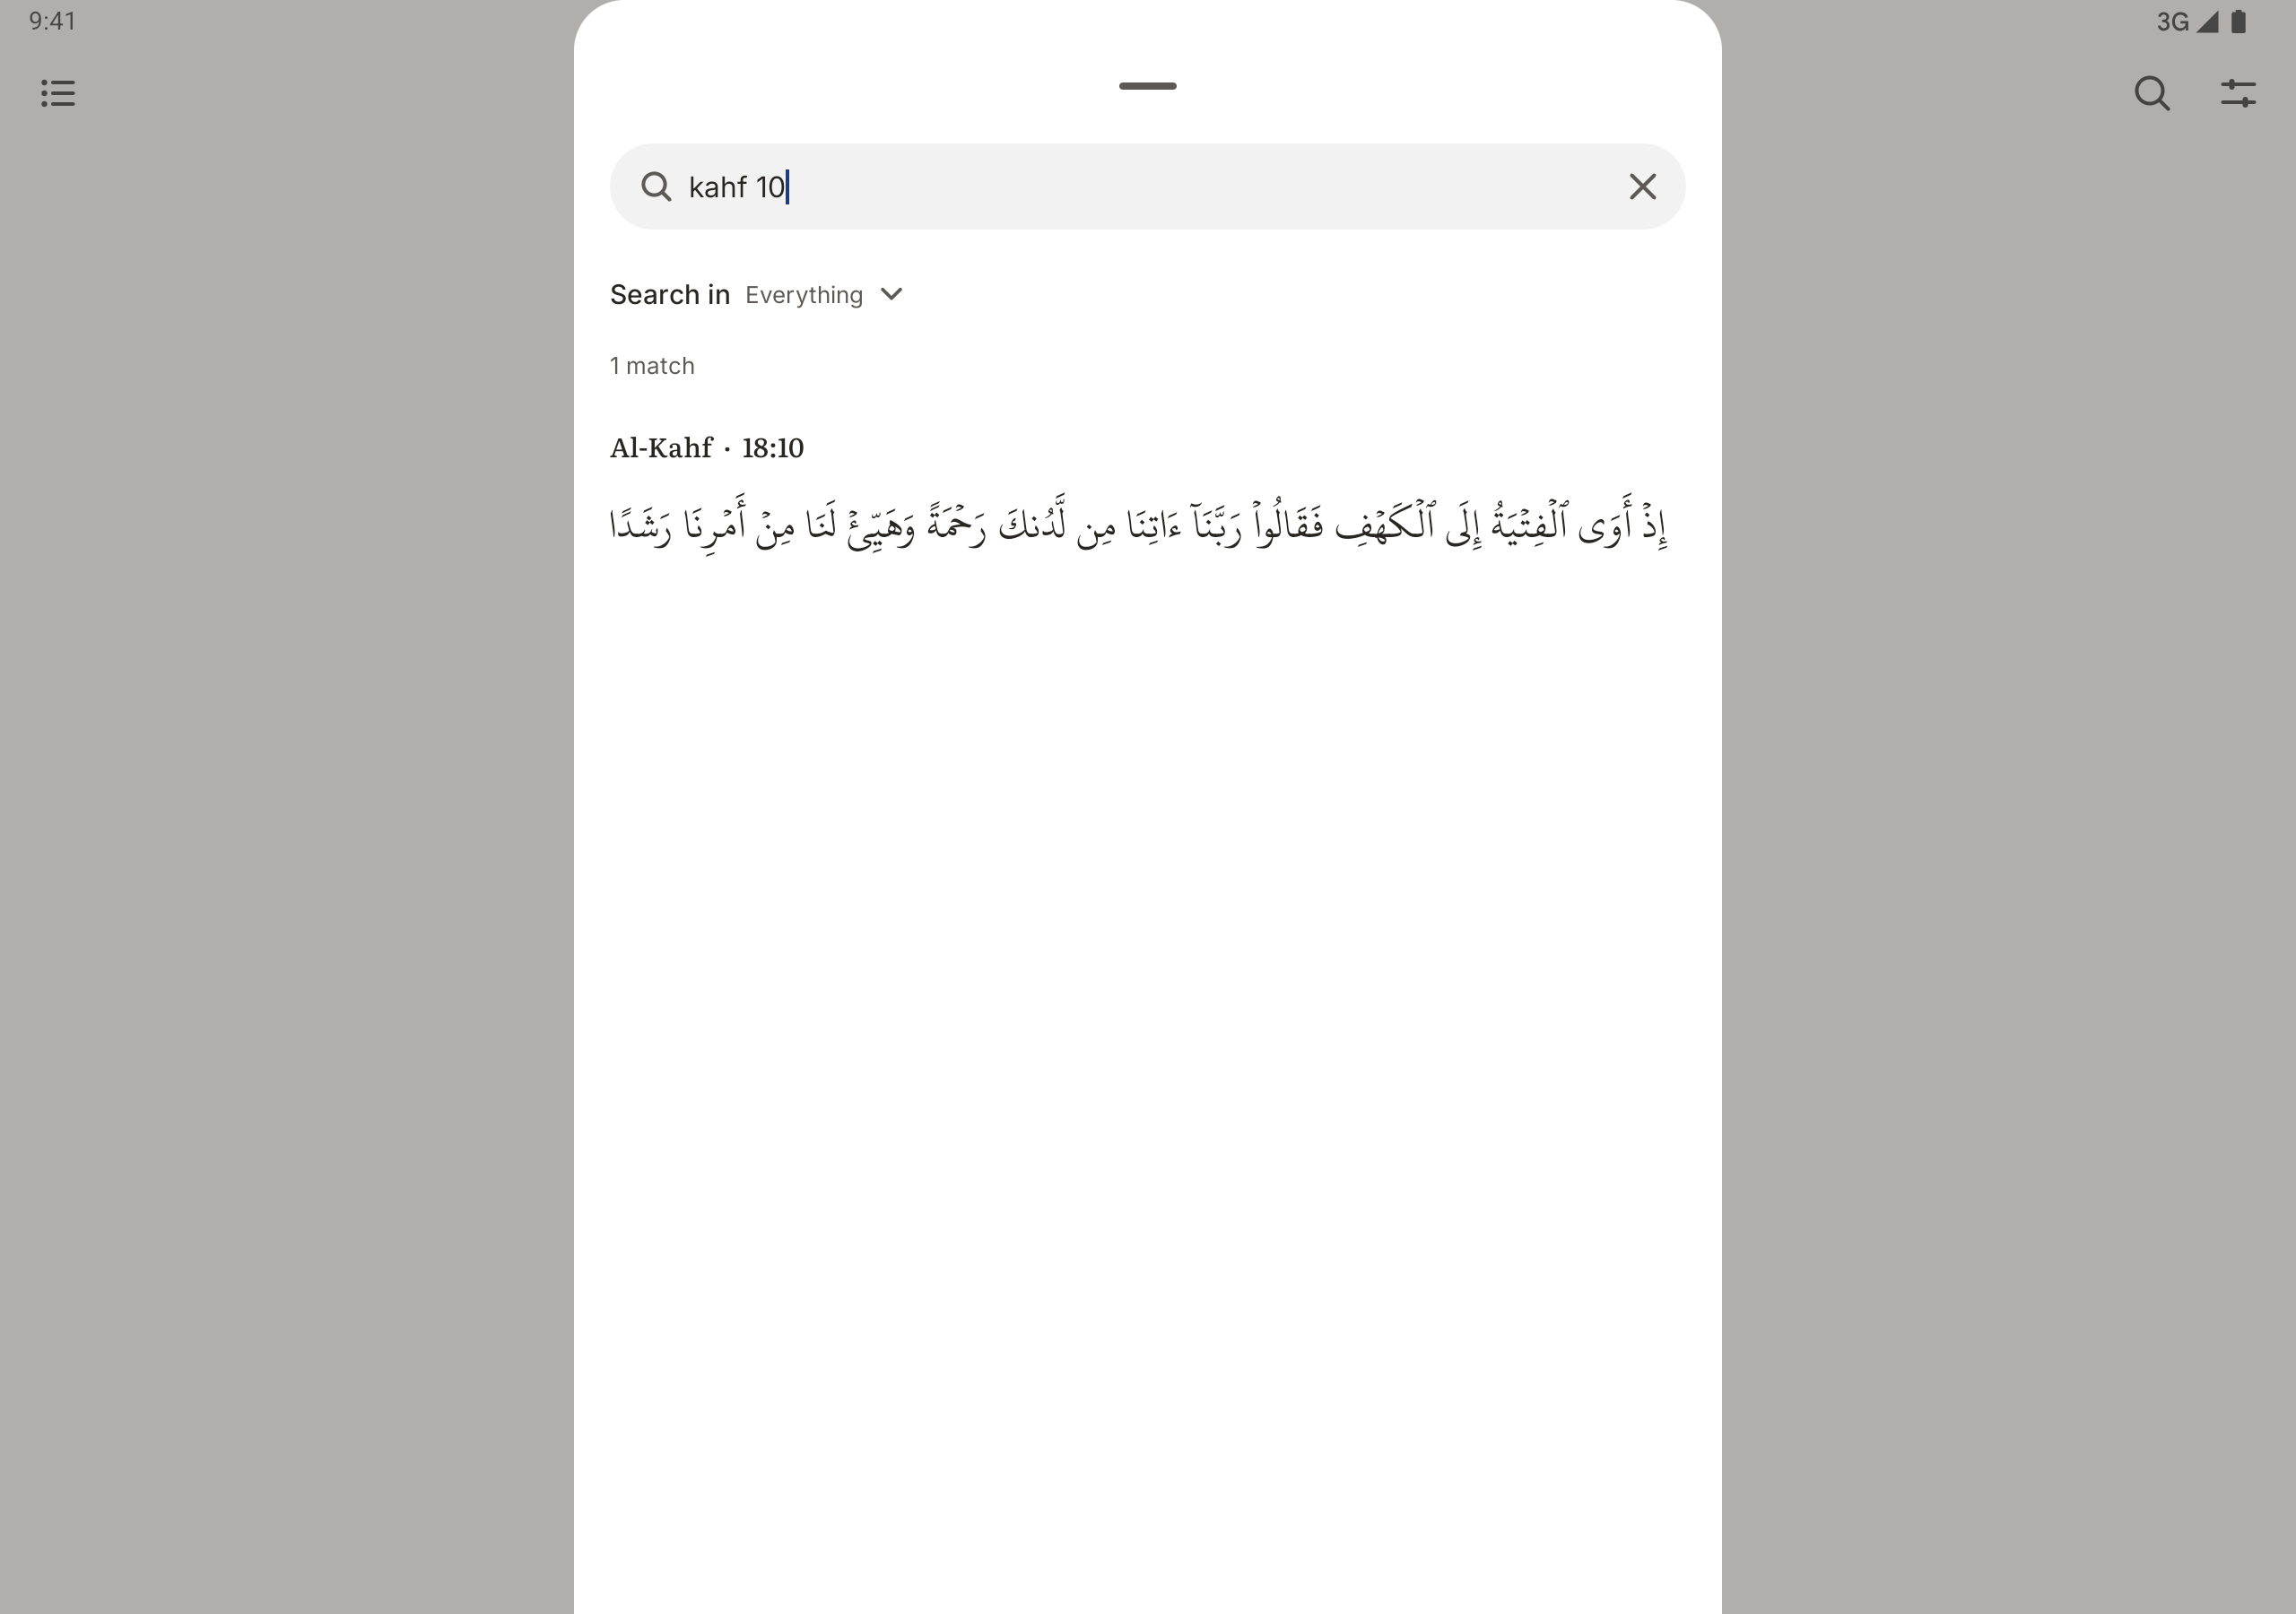 9:41
3G
kahf 10
Search in Everything
1 match
Al-Kahf · 18:10
إِذۡ أَوَى ٱلۡفِتۡيَةُ إِلَى ٱلۡكَهۡفِ فَقَالُواْ رَبَّنَآ ءَاتِنَا مِن لَّدُنكَ رَحۡمَةٗ وَهَيِّئۡ لَنَا مِنۡ أَمۡرِنَا رَشَدٗا